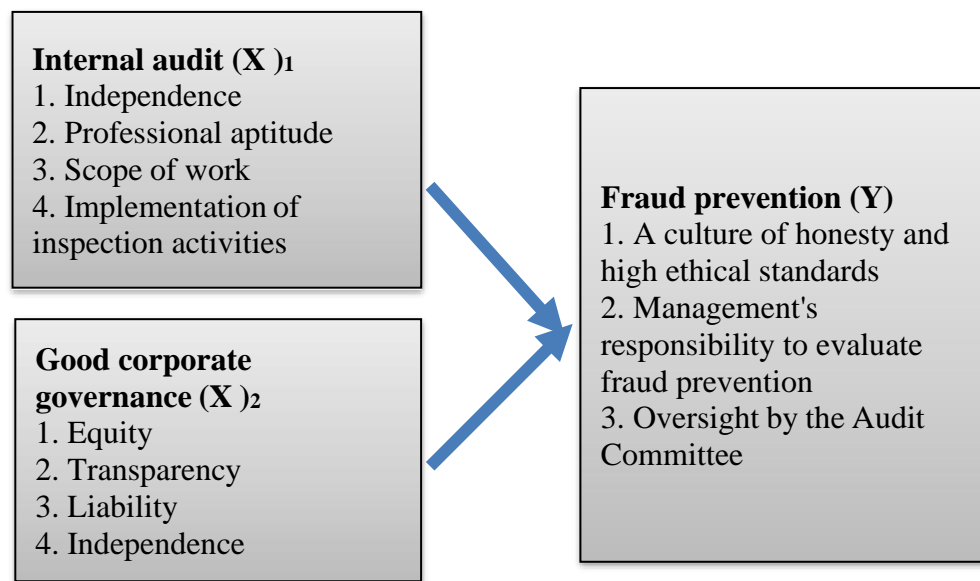 Internal audit (X )₁
1. Independence
2. Professional aptitude
3. Scope of work
4. Implementation of
inspection activities
Good corporate
governance (X )₂
1. Equity
2. Transparency
3. Liability
4. Independence
Fraud prevention (Y)
1. A culture of honesty and
high ethical standards
2. Management's
responsibility to evaluate
fraud prevention
3. Oversight by the Audit
Committee